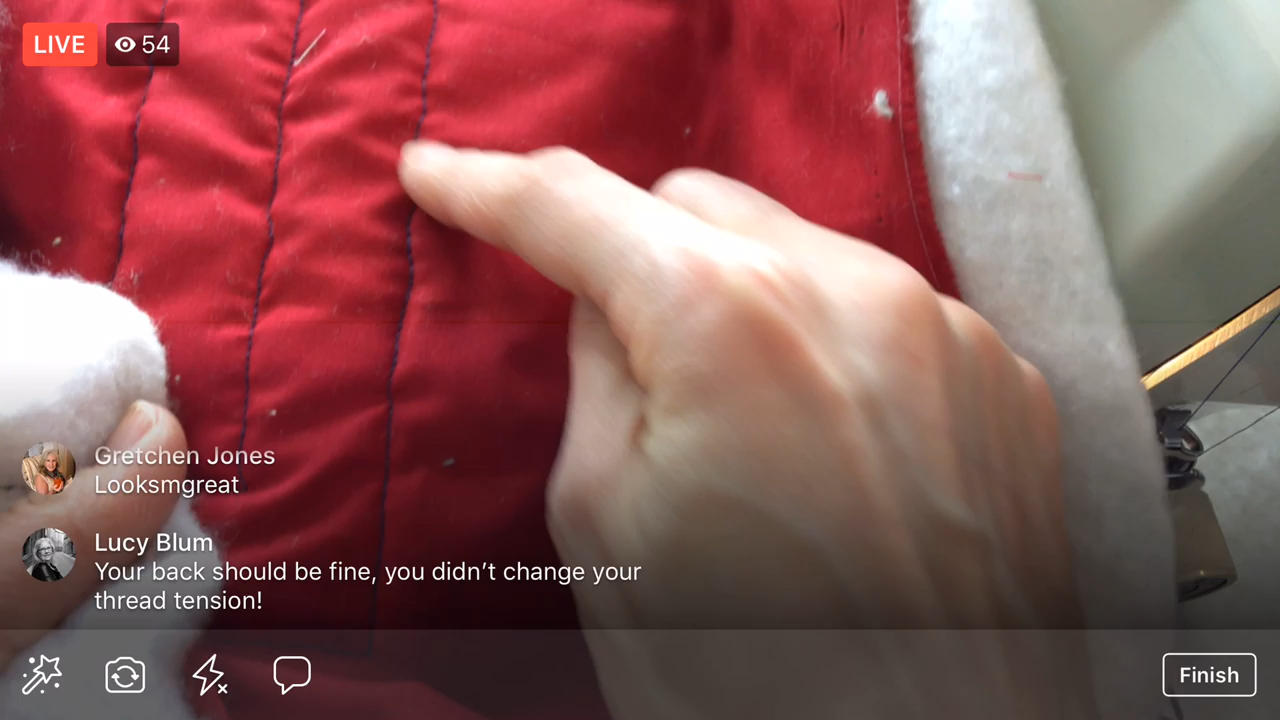 LIVE 54
Gretchen Jones
Looksmgreat
Lucy Blum
Your back should be fine, you didn’t change your
thread tension!
Finish